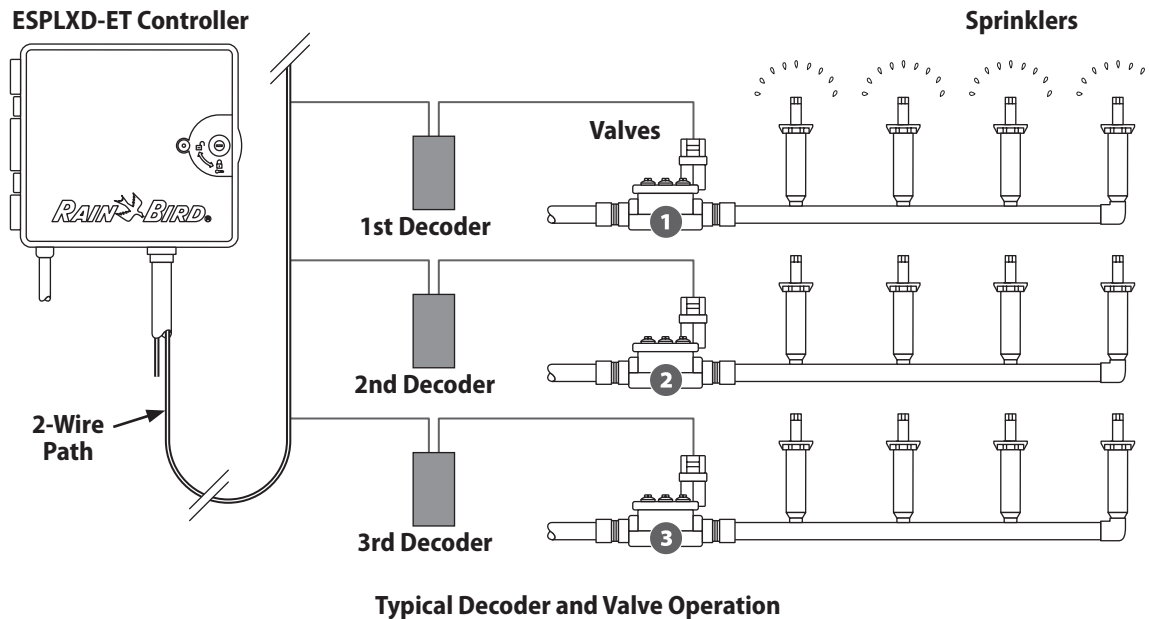 ESPLXD-ET Controller
Sprinklers
Valves
RAIN BIRD®
1
1st Decoder
2
2nd Decoder
2-Wire
Path
3
3rd Decoder
Typical Decoder and Valve Operation